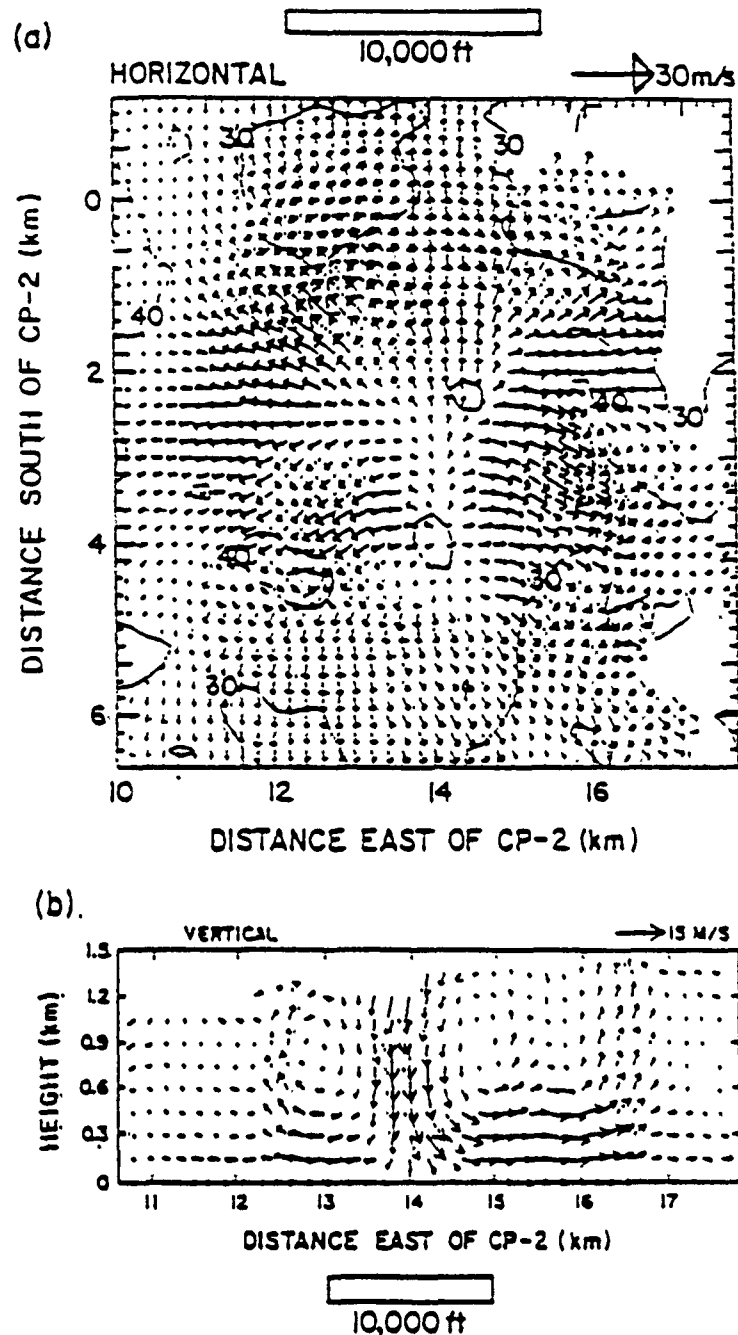 (a)
10,000 ft
HORIZONTAL
30 m/s
30
30
0
40
2
40
30
4
40
30
30
6
10
12
14
16
DISTANCE SOUTH OF CP-2 (km)
DISTANCE EAST OF CP-2 (km)
(b).
VERTICAL
15 M/S
1.5
1.2
0.9
0.6
0.3
0
HEIGHT (km)
11
12
13
14
15
16
17
DISTANCE EAST OF CP-2 (km)
10,000 ft